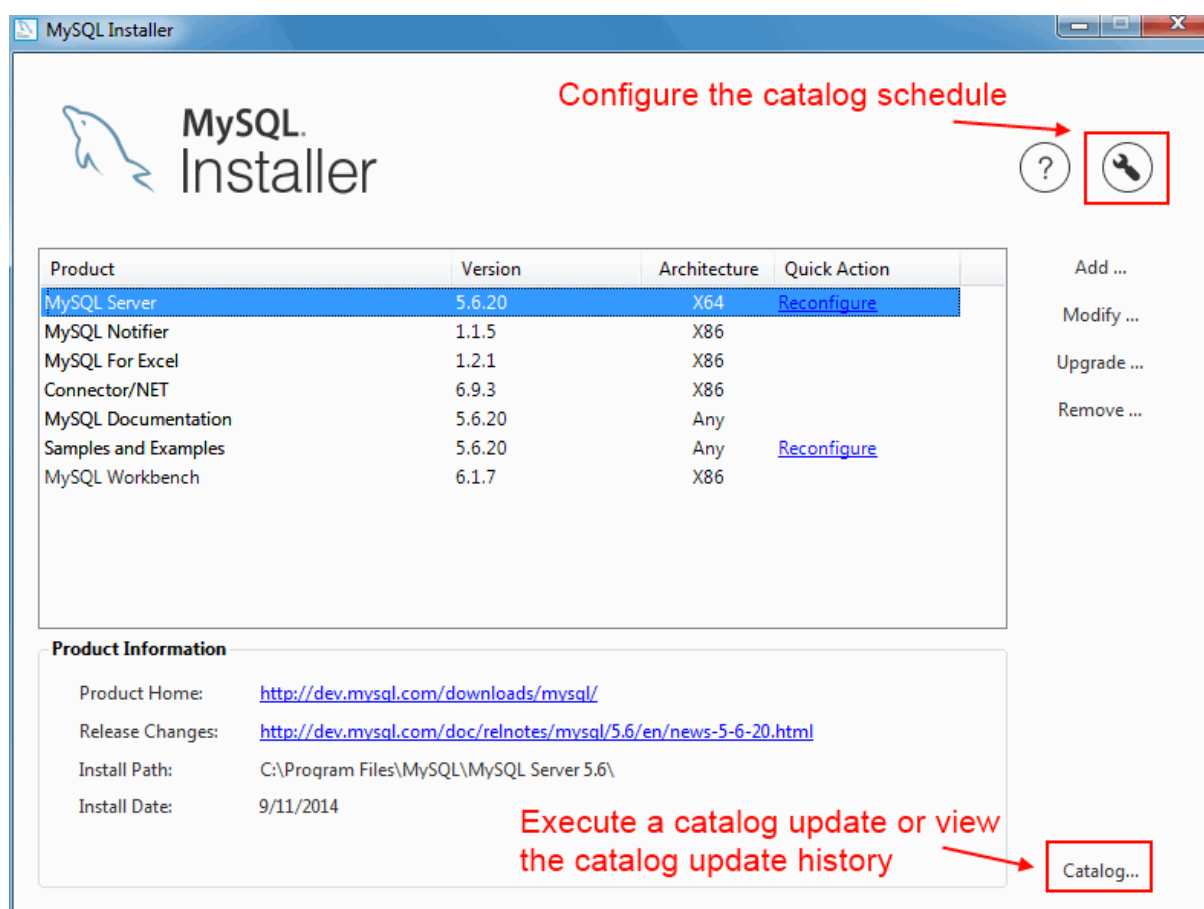 MySQL Installer
Configure the catalog schedule
MySQL.
Installer
?
Product Version Architecture Quick Action
MySQL Server 5.6.20 X64 Reconfigure
MySQL Notifier 1.1.5 X86
MySQL For Excel 1.2.1 X86
Connector/NET 6.9.3 X86
MySQL Documentation 5.6.20 Any
Samples and Examples 5.6.20 Any Reconfigure
MySQL Workbench 6.1.7 X86
Add ...
Modify ...
Upgrade ...
Remove ...
Product Information
Product Home: http://dev.mysql.com/downloads/mysql/
Release Changes: http://dev.mysql.com/doc/relnotes/mysql/5.6/en/news-5-6-20.html
Install Path: C:\Program Files\MySQL\MySQL Server 5.6\
Install Date: 9/11/2014
Execute a catalog update or view
the catalog update history
Catalog...